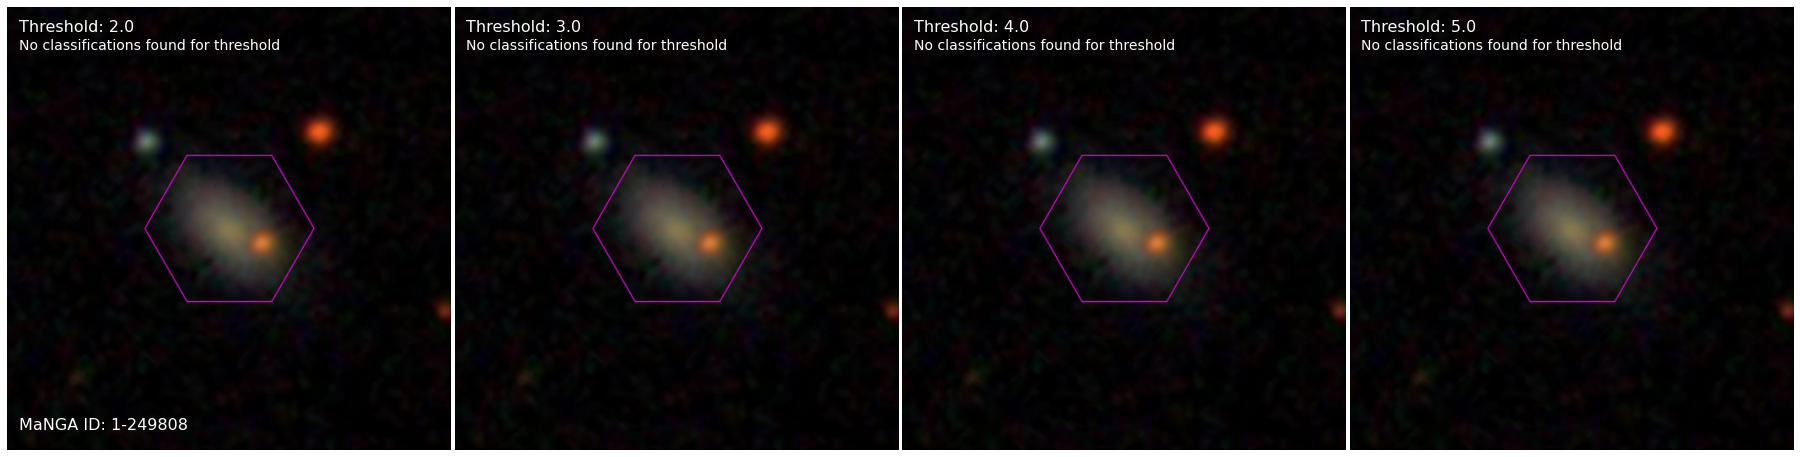 Threshold: 2.0
No classifications found for threshold
MaNGA ID: 1-249808
Threshold: 3.0
No classifications found for threshold
Threshold: 4.0
No classifications found for threshold
Threshold: 5.0
No classifications found for threshold